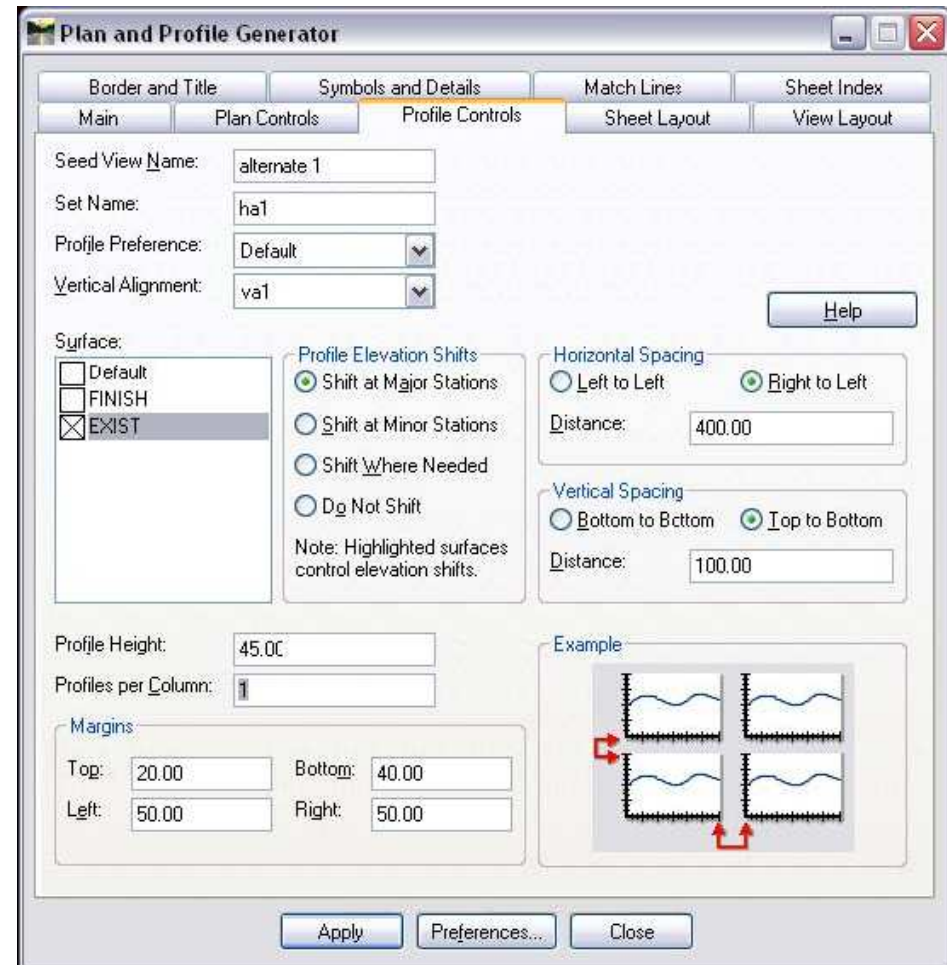 Plan and Profile Generator
Border and Title
Symbols and Details
Match Lines
Sheet Index
Main
Plan Controls
Profile Controls
Sheet Layout
View Layout
Seed View Name:
alternate 1
Set Name:
ha1
Profile Preference:
Default
Vertical Alignment:
va1
Help
Surface:
Default
FINISH
EXIST
Profile Elevation Shifts
Shift at Major Stations
Shift at Minor Stations
Shift Where Needed
Do Not Shift
Note: Highlighted surfaces
control elevation shifts.
Horizontal Spacing
Left to Left
Right to Left
Distance:
400.00
Vertical Spacing
Bottom to Bottom
Top to Bottom
Distance:
100.00
Profile Height:
45.00
Profiles per Column:
1
Margins
Top:
20.00
Bottom:
40.00
Left:
50.00
Right:
50.00
Example
Apply
Preferences...
Close